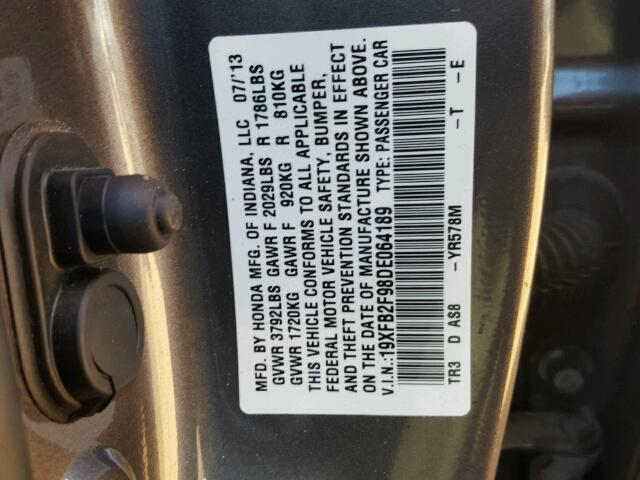 MFD. BY HONDA MFG. OF INDIANA, LLC 07/'13
GVWR 3792LBS GAWR F 2029LBS R 1786LBS
GVWR 1720KG GAWR F 920KG R 810KG
THIS VEHICLE CONFORMS TO ALL APPLICABLE
FEDERAL MOTOR VEHICLE SAFETY, BUMPER,
AND THEFT PREVENTION STANDARDS IN EFFECT
ON THE DATE OF MANUFACTURE SHOWN ABOVE.
V.I.N.:19XFB2F98DE064189 TYPE: PASSENGER CAR
TR3 D AS8 -YR578M -T -E